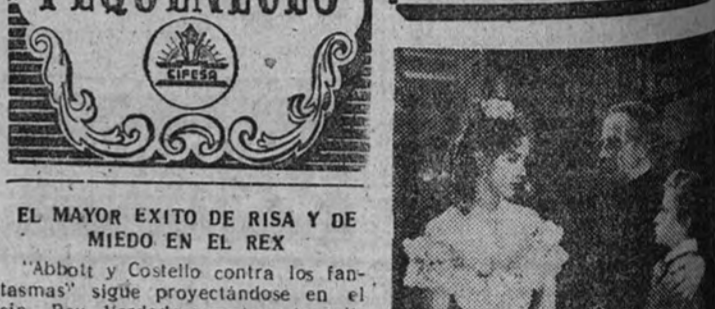 PEQUEÑECES
CIFESA
EL MAYOR EXITO DE RISA Y DE
MIEDO EN EL REX
"Abbott y Costello contra los fan-
tasmas" sigue proyectándose en el